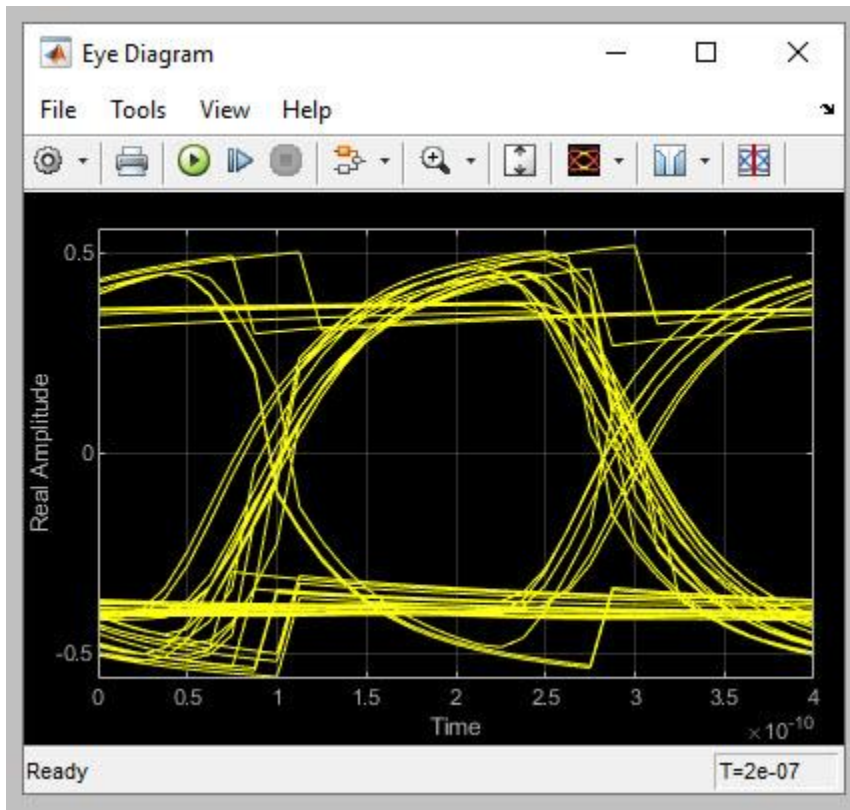 Eye Diagram
File Tools View Help
Real Amplitude
0.5
0
-0.5
0 0.5 1 1.5 2 2.5 3 3.5 4
Time
×10⁻¹⁰
Ready T=2e-07